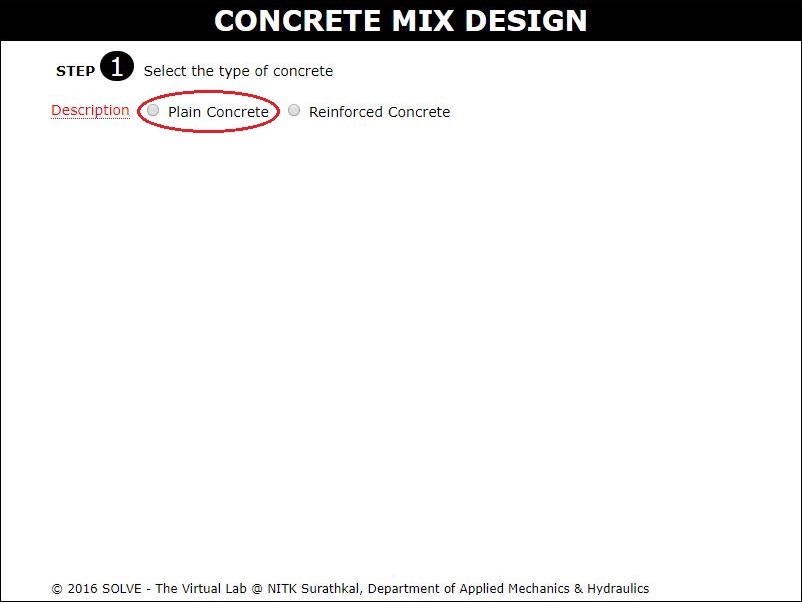 CONCRETE MIX DESIGN
STEP 1 Select the type of concrete
Description Plain Concrete Reinforced Concrete
© 2016 SOLVE - The Virtual Lab @ NITK Surathkal, Department of Applied Mechanics & Hydraulics